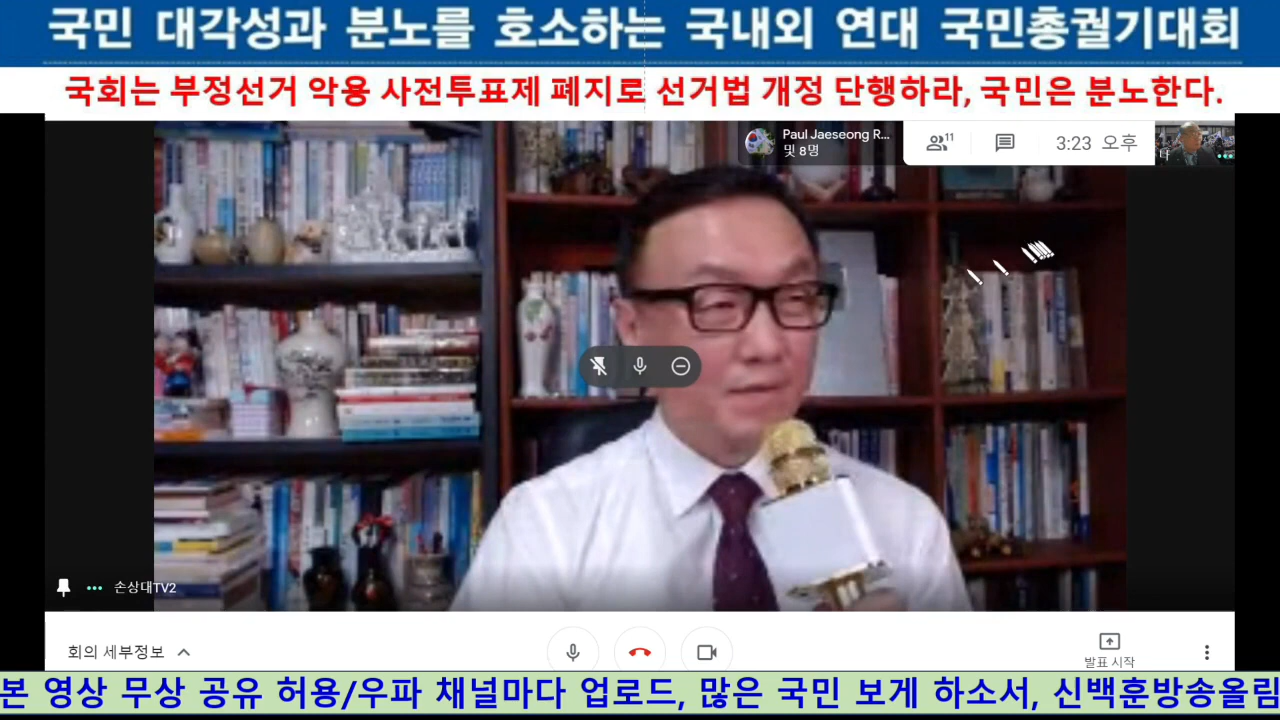 국민 대각성과 분노를 호소하는 국내외 연대 국민총궐기대회
국회는 부정선거 악용 사전투표제 폐지로 선거법 개정 단행하라, 국민은 분노한다.
Paul Jaeseong R...
및 8명
11
3:23 오후
나
손상대TV2
회의 세부정보
발표 시작
본 영상 무상 공유 허용/우파 채널마다 업로드, 많은 국민 보게 하소서, 신백훈방송올림